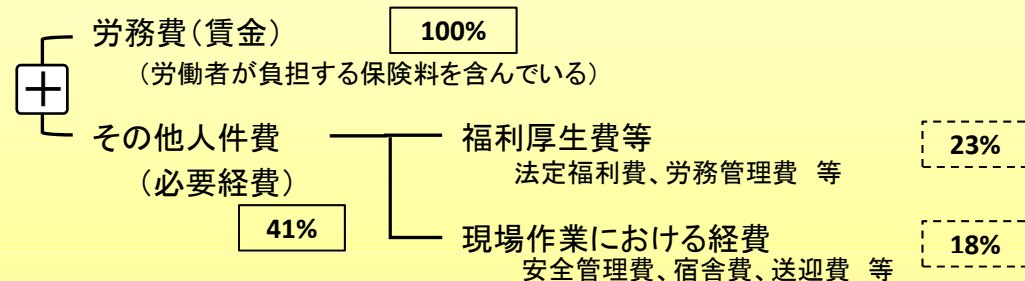 労務費（賃金） 100%
（労働者が負担する保険料を含んでいる）
＋
その他人件費 福利厚生費等 23%
法定福利費、労務管理費　等
（必要経費）
41%
現場作業における経費 18%
安全管理費、宿舎費、送迎費　等